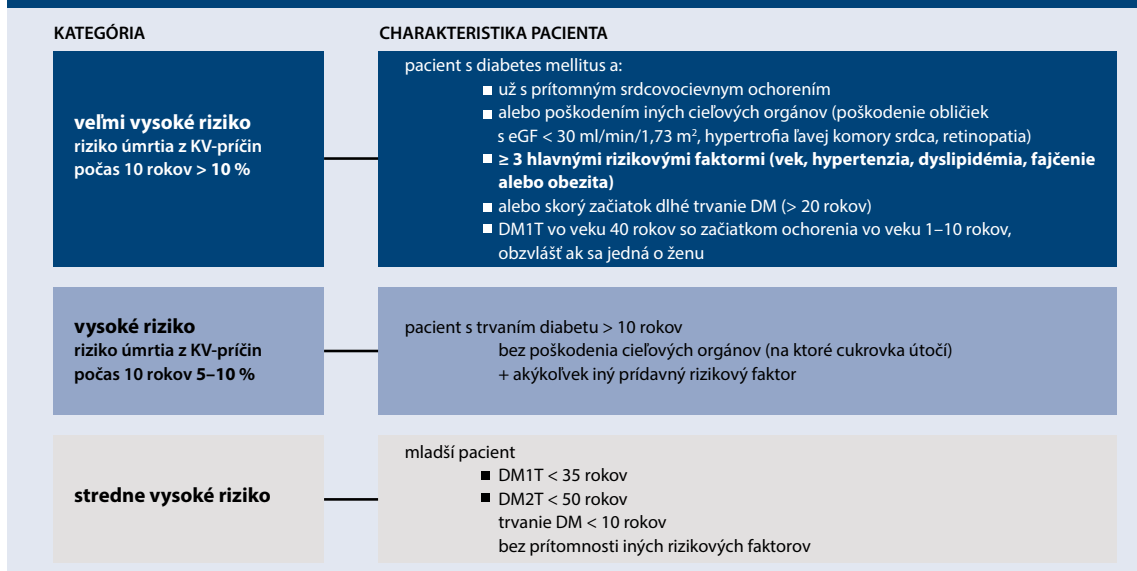 KATEGÓRIA
CHARAKTERISTIKA PACIENTA
veľmi vysoké riziko
riziko úmrtia z KV-príčin
počas 10 rokov > 10 %
pacient s diabetes mellitus a:
■ už s prítomným srdcovocievnym ochorením
■ alebo poškodením iných cieľových orgánov (poškodenie obličiek
s eGF < 30 ml/min/1,73 m², hypertrofia ľavej komory srdca, retinopatia)
■ ≥ 3 hlavnými rizikovými faktormi (vek, hypertenzia, dyslipidémia, fajčenie
alebo obezita)
■ alebo skorý začiatok dlhé trvanie DM (> 20 rokov)
■ DM1T vo veku 40 rokov so začiatkom ochorenia vo veku 1–10 rokov,
obzvlášť ak sa jedná o ženu
vysoké riziko
riziko úmrtia z KV-príčin
počas 10 rokov 5–10 %
pacient s trvaním diabetu > 10 rokov
bez poškodenia cieľových orgánov (na ktoré cukrovka útočí)
+ akýkoľvek iný prídavný rizikový faktor
stredne vysoké riziko
mladší pacient
■ DM1T < 35 rokov
■ DM2T < 50 rokov
trvanie DM < 10 rokov
bez prítomnosti iných rizikových faktorov